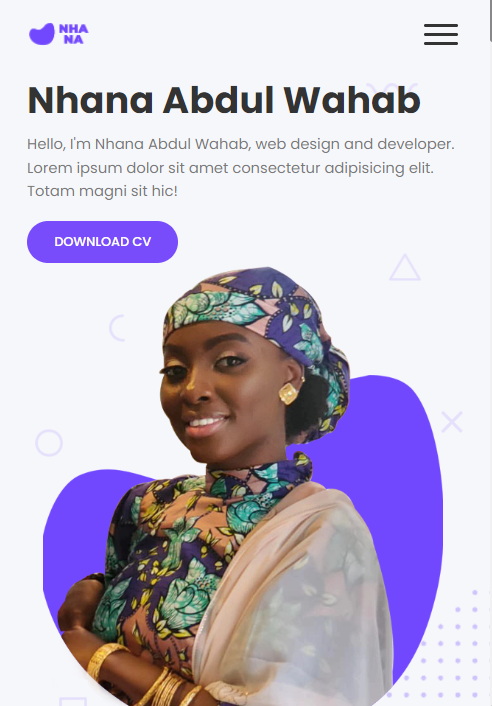 NHA
NA
Nhana Abdul Wahab
Hello, I'm Nhana Abdul Wahab, web design and developer.
Lorem ipsum dolor sit amet consectetur adipisicing elit.
Totam magni sit hic!
DOWNLOAD CV